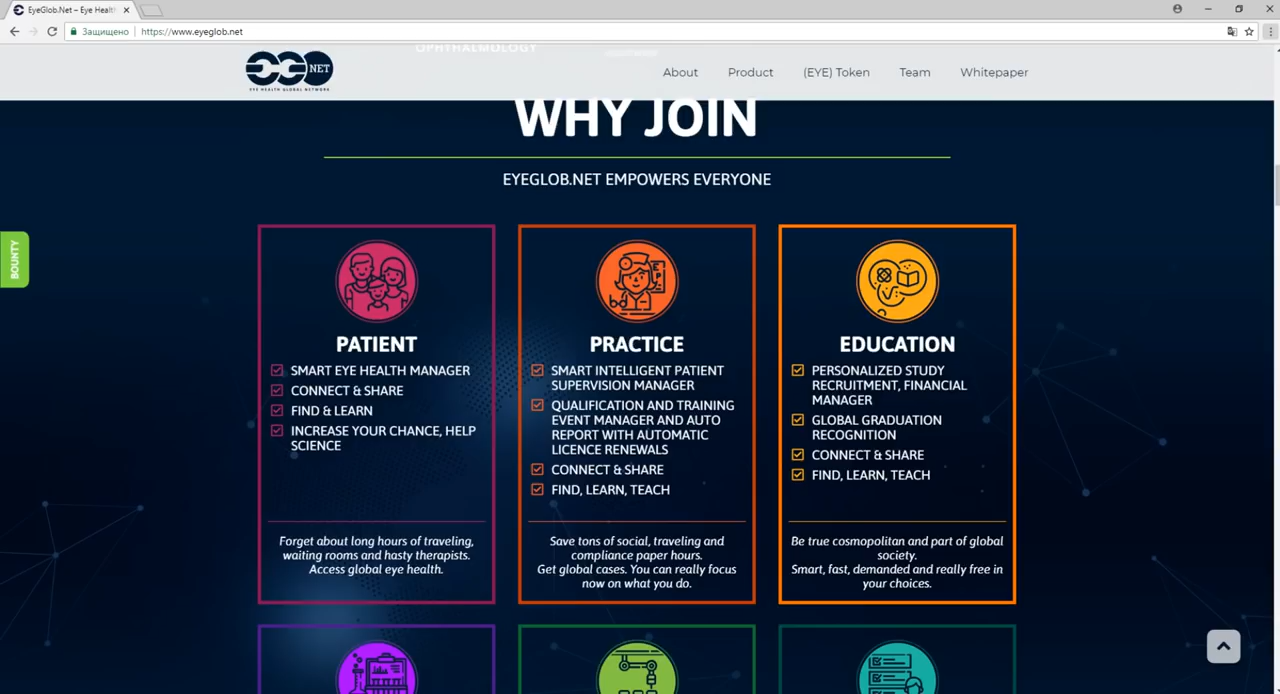 EyeGlob.Net – Eye Healt
Защищено
https://www.eyeglob.net
OPHTHALMOLOGY
NET
EYE HEALTH GLOBAL NETWORK
About
Product
(EYE) Token
Team
Whitepaper
WHY JOIN
EYEGLOB.NET EMPOWERS EVERYONE
BOUNTY
PATIENT
SMART EYE HEALTH MANAGER
CONNECT & SHARE
FIND & LEARN
INCREASE YOUR CHANCE, HELP
SCIENCE
Forget about long hours of traveling,
waiting rooms and hasty therapists.
Access global eye health.
PRACTICE
SMART INTELLIGENT PATIENT
SUPERVISION MANAGER
QUALIFICATION AND TRAINING
EVENT MANAGER AND AUTO
REPORT WITH AUTOMATIC
LICENCE RENEWALS
CONNECT & SHARE
FIND, LEARN, TEACH
Save tons of social, traveling and
compliance paper hours.
Get global cases. You can really focus
now on what you do.
EDUCATION
PERSONALIZED STUDY
RECRUITMENT, FINANCIAL
MANAGER
GLOBAL GRADUATION
RECOGNITION
CONNECT & SHARE
FIND, LEARN, TEACH
Be true cosmopolitan and part of global
society.
Smart, fast, demanded and really free in
your choices.